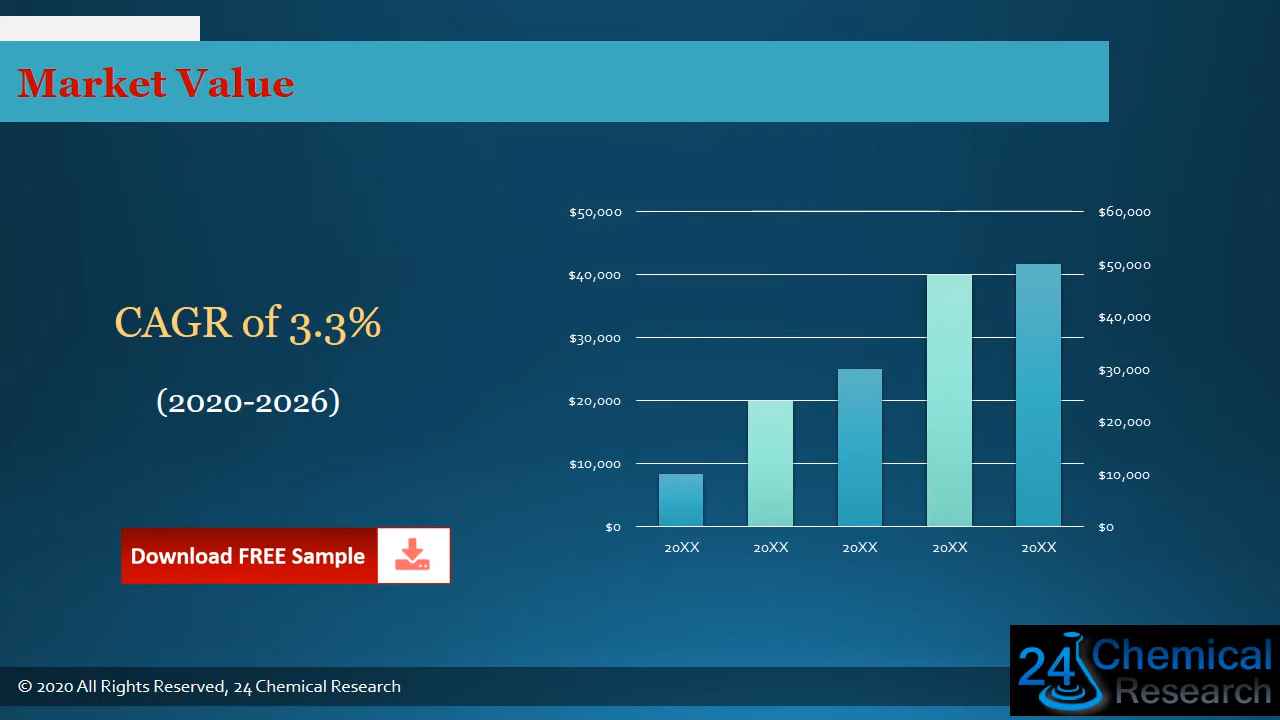 Market Value
CAGR of 3.3%
(2020-2026)
Download FREE Sample
$50,000
$40,000
$30,000
$20,000
$10,000
$0
$60,000
$50,000
$40,000
$30,000
$20,000
$10,000
$0
20XX 20XX 20XX 20XX 20XX
© 2020 All Rights Reserved, 24 Chemical Research
24 Chemical
Research